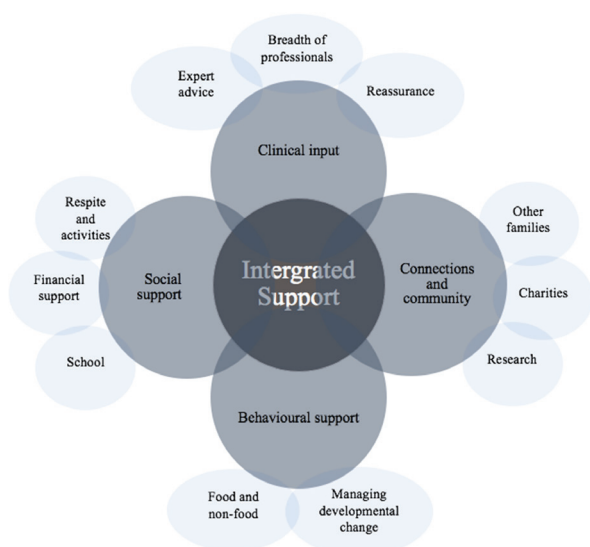 Breadth of
professionals
Expert
advice
Reassurance
Clinical input
Respite
and
activities
Financial
support
School
Social
support
Intergrated
Support
Connections
and
community
Other
families
Charities
Research
Behavioural support
Food and
non-food
Managing
developmental
change